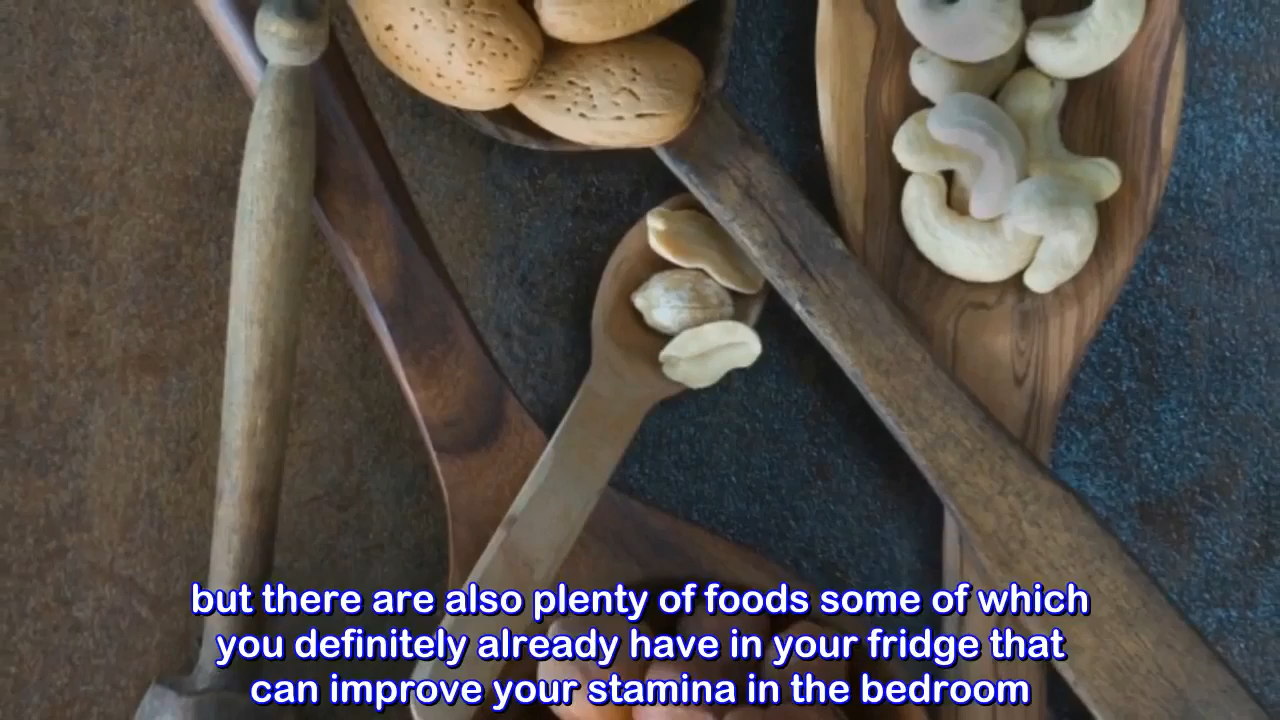 but there are also plenty of foods some of which
you definitely already have in your fridge that
can improve your stamina in the bedroom